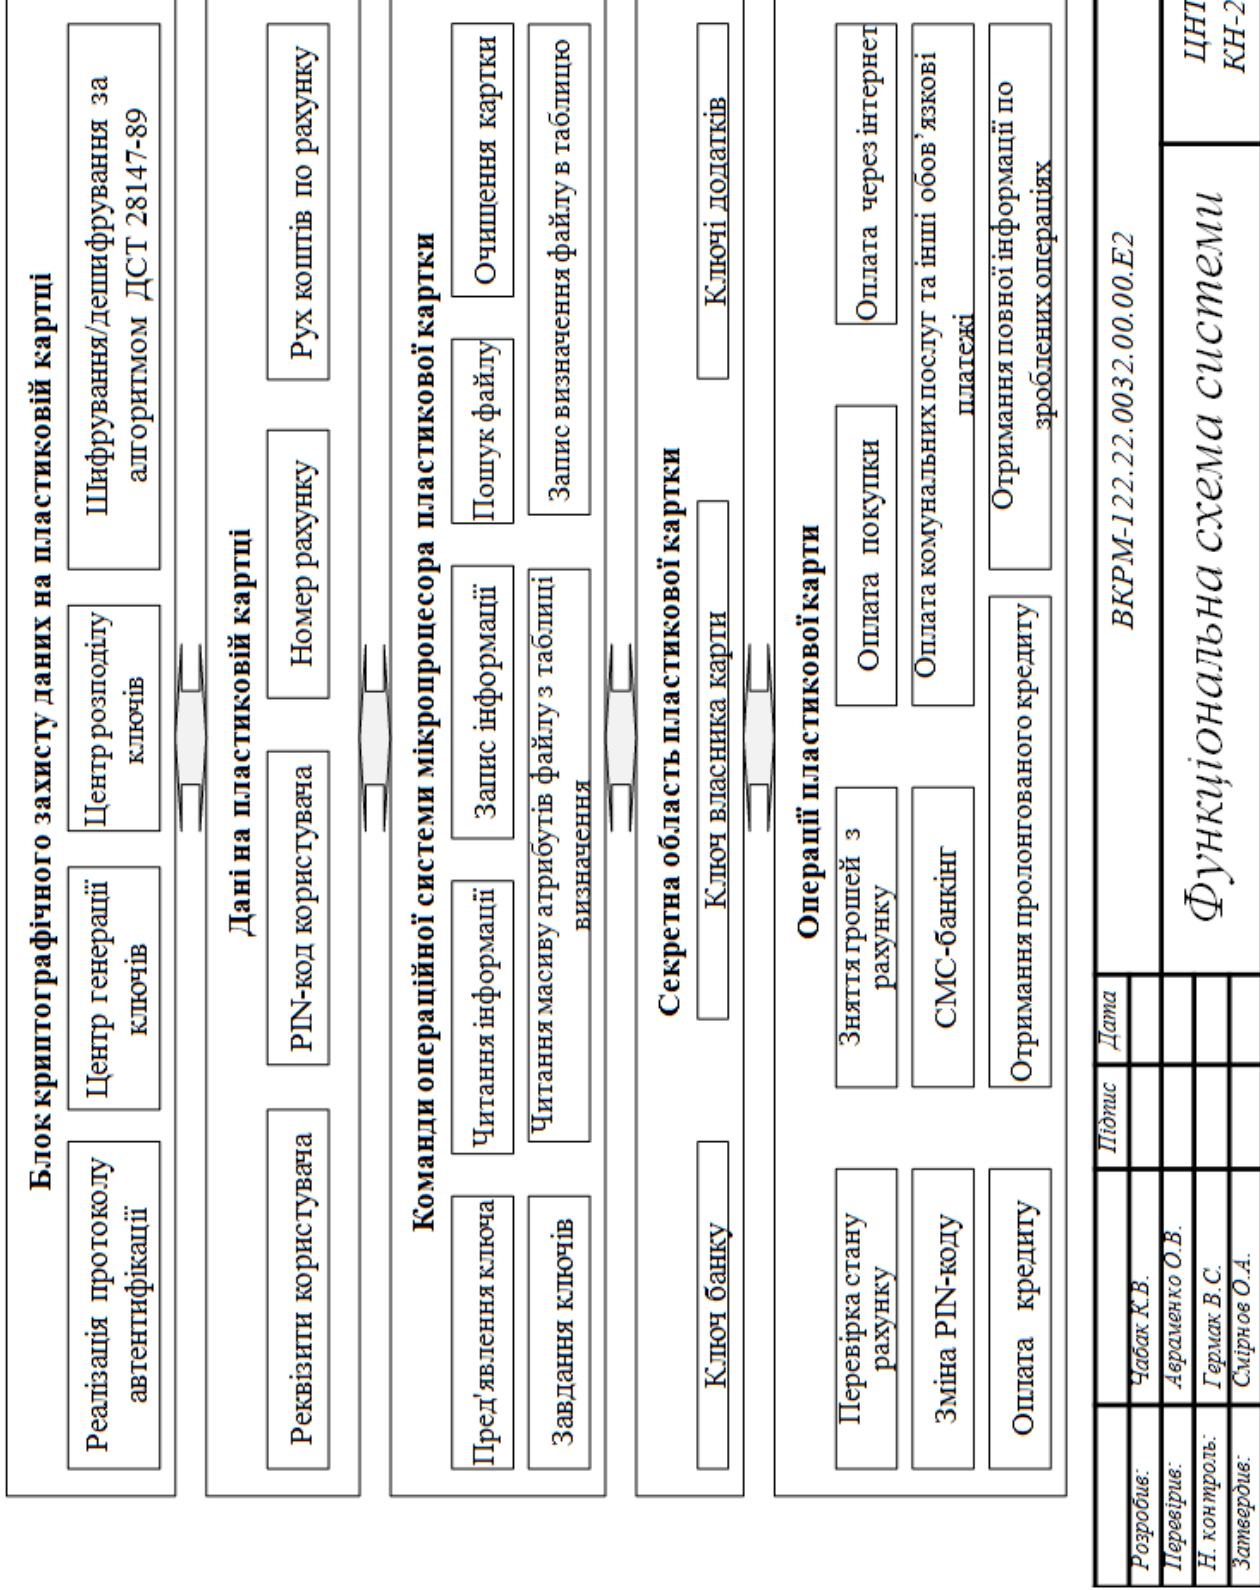 Блок криптографічного захисту даних на пластиковій картці
Реалізація протоколу
автентифікації
Центр генерації
ключів
Центр розподілу
ключів
Шифрування/дешифрування за
алгоритмом ДСТ 28147-89
Дані на пластиковій картці
Реквізити користувача
PIN-код користувача
Номер рахунку
Рух коштів по рахунку
Команди операційної системи мікропроцесора пластикової картки
Пред'явлення ключа
Читання інформації
Запис інформації
Пошук файлу
Очищення картки
Завдання ключів
Читання масиву атрибутів файлу з таблиці
визначення
Запис визначення файлу в таблицю
Секретна область пластикової картки
Ключ банку
Ключ власника карти
Ключі додатків
Операції пластикової карти
Перевірка стану
рахунку
Зняття грошей з
рахунку
Оплата покупки
Оплата через інтернет
Зміна PIN-коду
СМС-банкінг
Оплата комунальних послуг та інші обов’язкові
платежі
Оплата кредиту
Отримання пролонгованого кредиту
Отримання повної інформації по
зроблених операціях
Підпис Дата
ВКРМ-122.22.0032.00.00.Е2
Розробив: Чабак К.В.
Перевірив: Авраменко О.В.
Н. контроль: Гермак В.С.
Затвердив: Смірнов О.А.
Функціональна схема системи
ЦНТ
КН-2